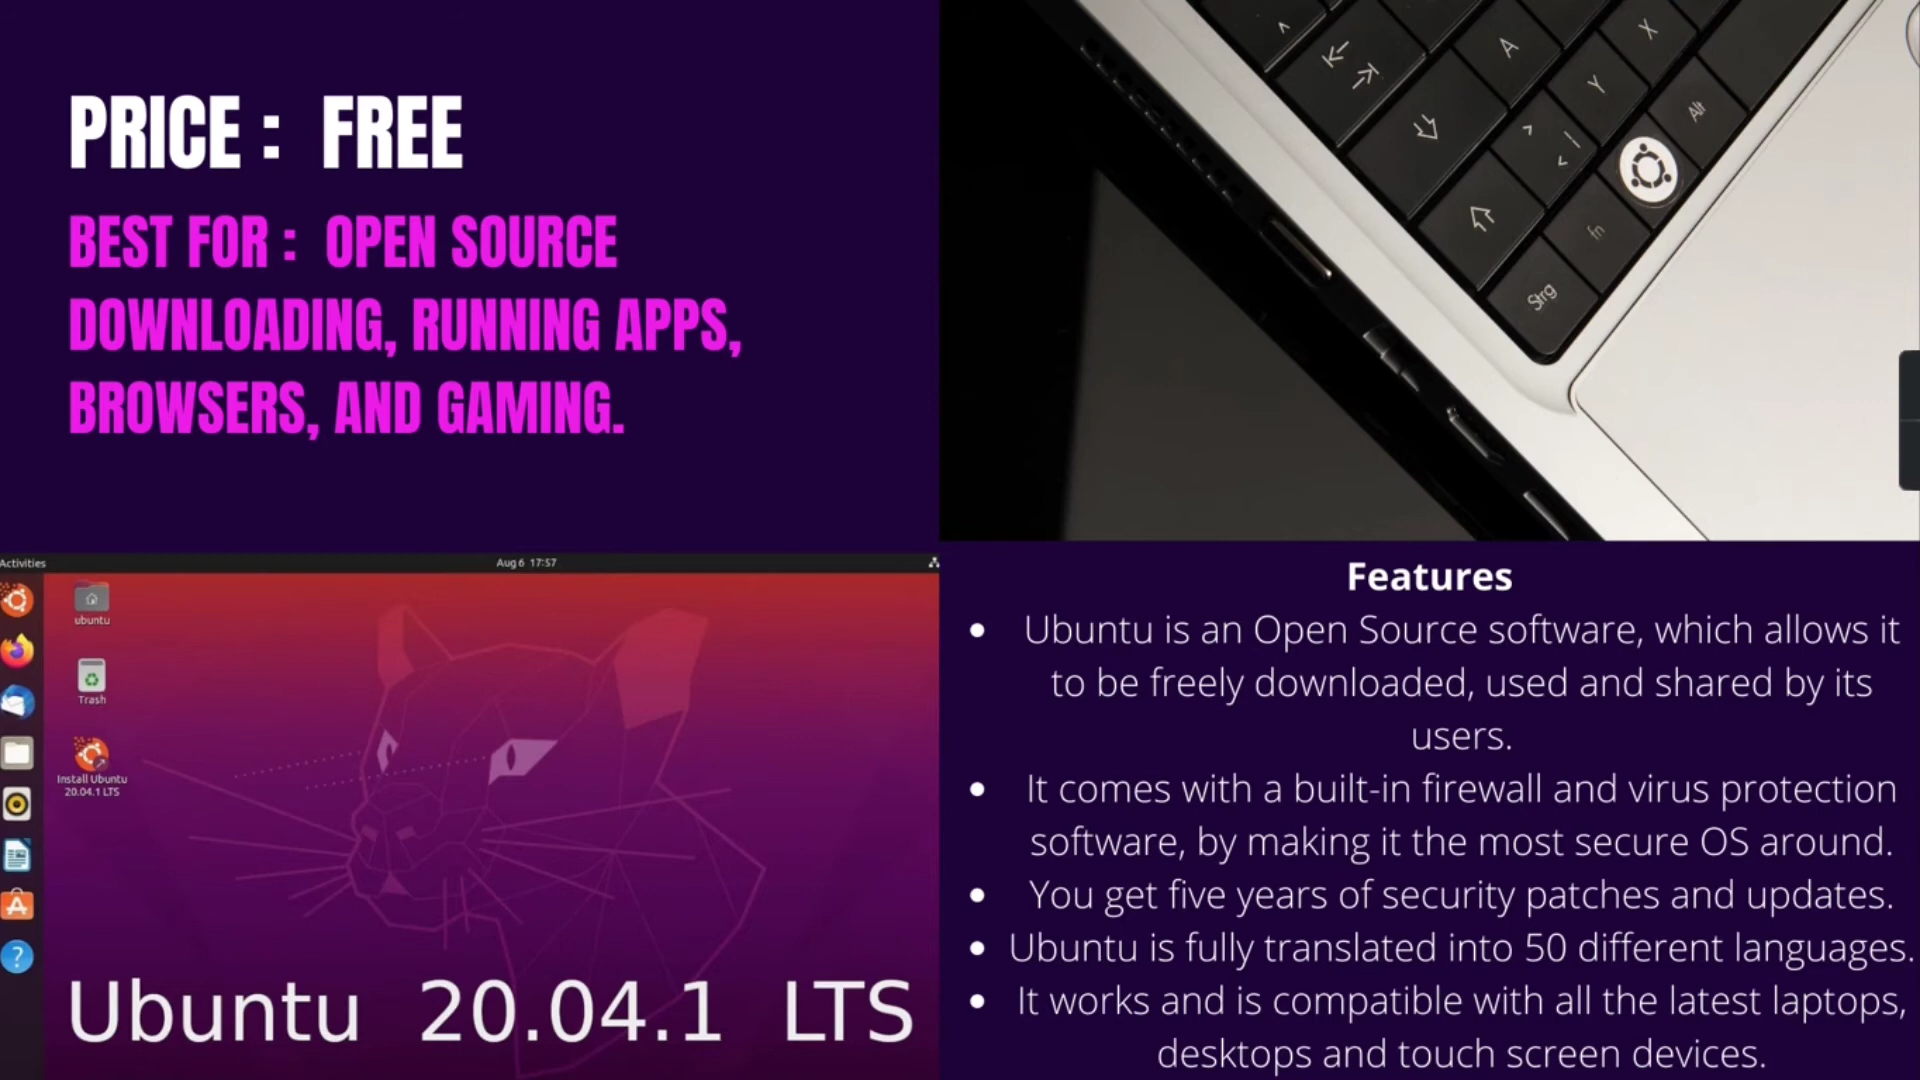 PRICE : FREE
BEST FOR : OPEN SOURCE
DOWNLOADING, RUNNING APPS,
BROWSERS, AND GAMING.
A
X
Y
Alt
fn
Strg
Activities
Aug 6 17:57
ubuntu
Trash
Install Ubuntu
20.04.1 LTS
Ubuntu 20.04.1 LTS
Features
• Ubuntu is an Open Source software, which allows it
to be freely downloaded, used and shared by its
users.
• It comes with a built-in firewall and virus protection
software, by making it the most secure OS around.
• You get five years of security patches and updates.
• Ubuntu is fully translated into 50 different languages.
• It works and is compatible with all the latest laptops,
desktops and touch screen devices.